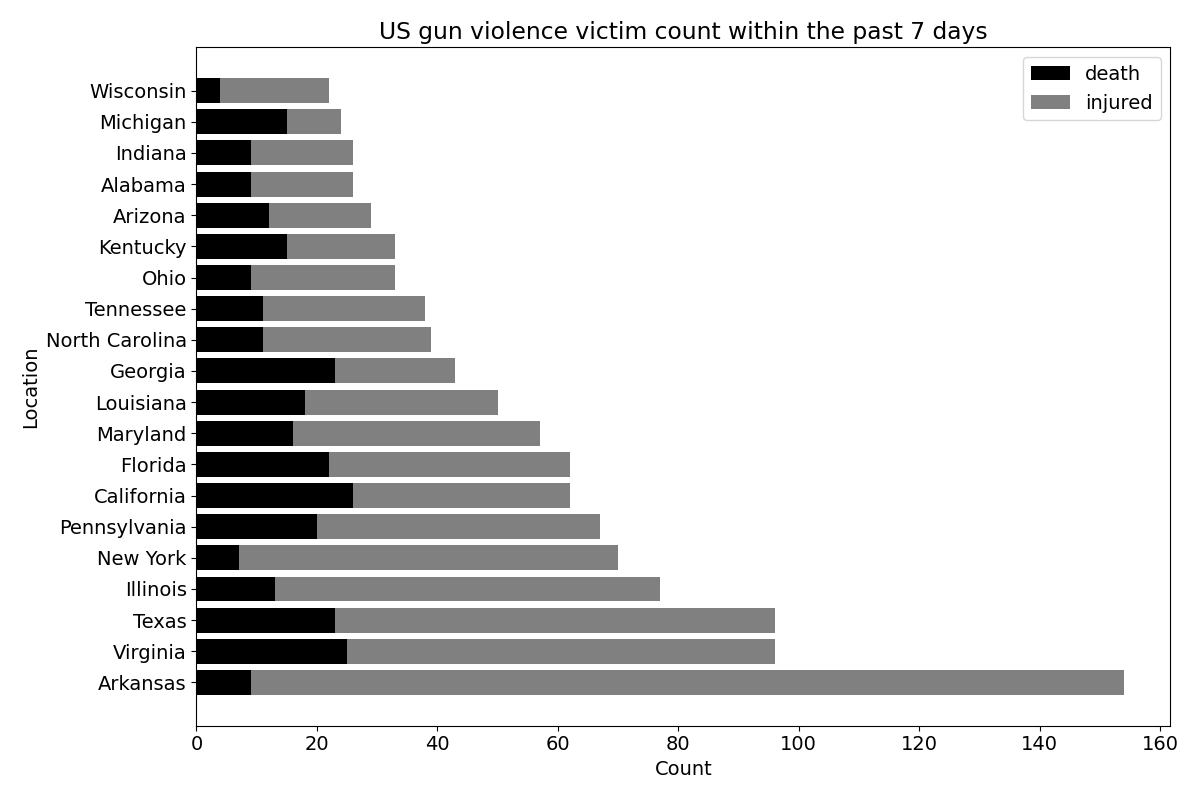 US gun violence victim count within the past 7 days
death
injured
Wisconsin
Michigan
Indiana
Alabama
Arizona
Kentucky
Ohio
Tennessee
North Carolina
Georgia
Louisiana
Maryland
Florida
California
Pennsylvania
New York
Illinois
Texas
Virginia
Arkansas
Location
0 20 40 60 80 100 120 140 160
Count